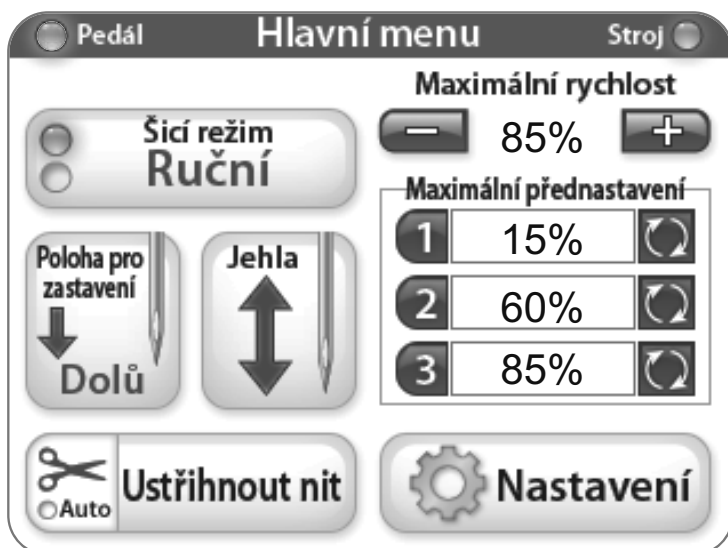 Pedál
Hlavní menu
Stroj
Maximální rychlost
85%
Šicí režim
Ruční
Maximální přednastavení
1 15%
2 60%
3 85%
Poloha pro
zastavení
Dolů
Jehla
Auto
Ustřihnout nit
Nastavení